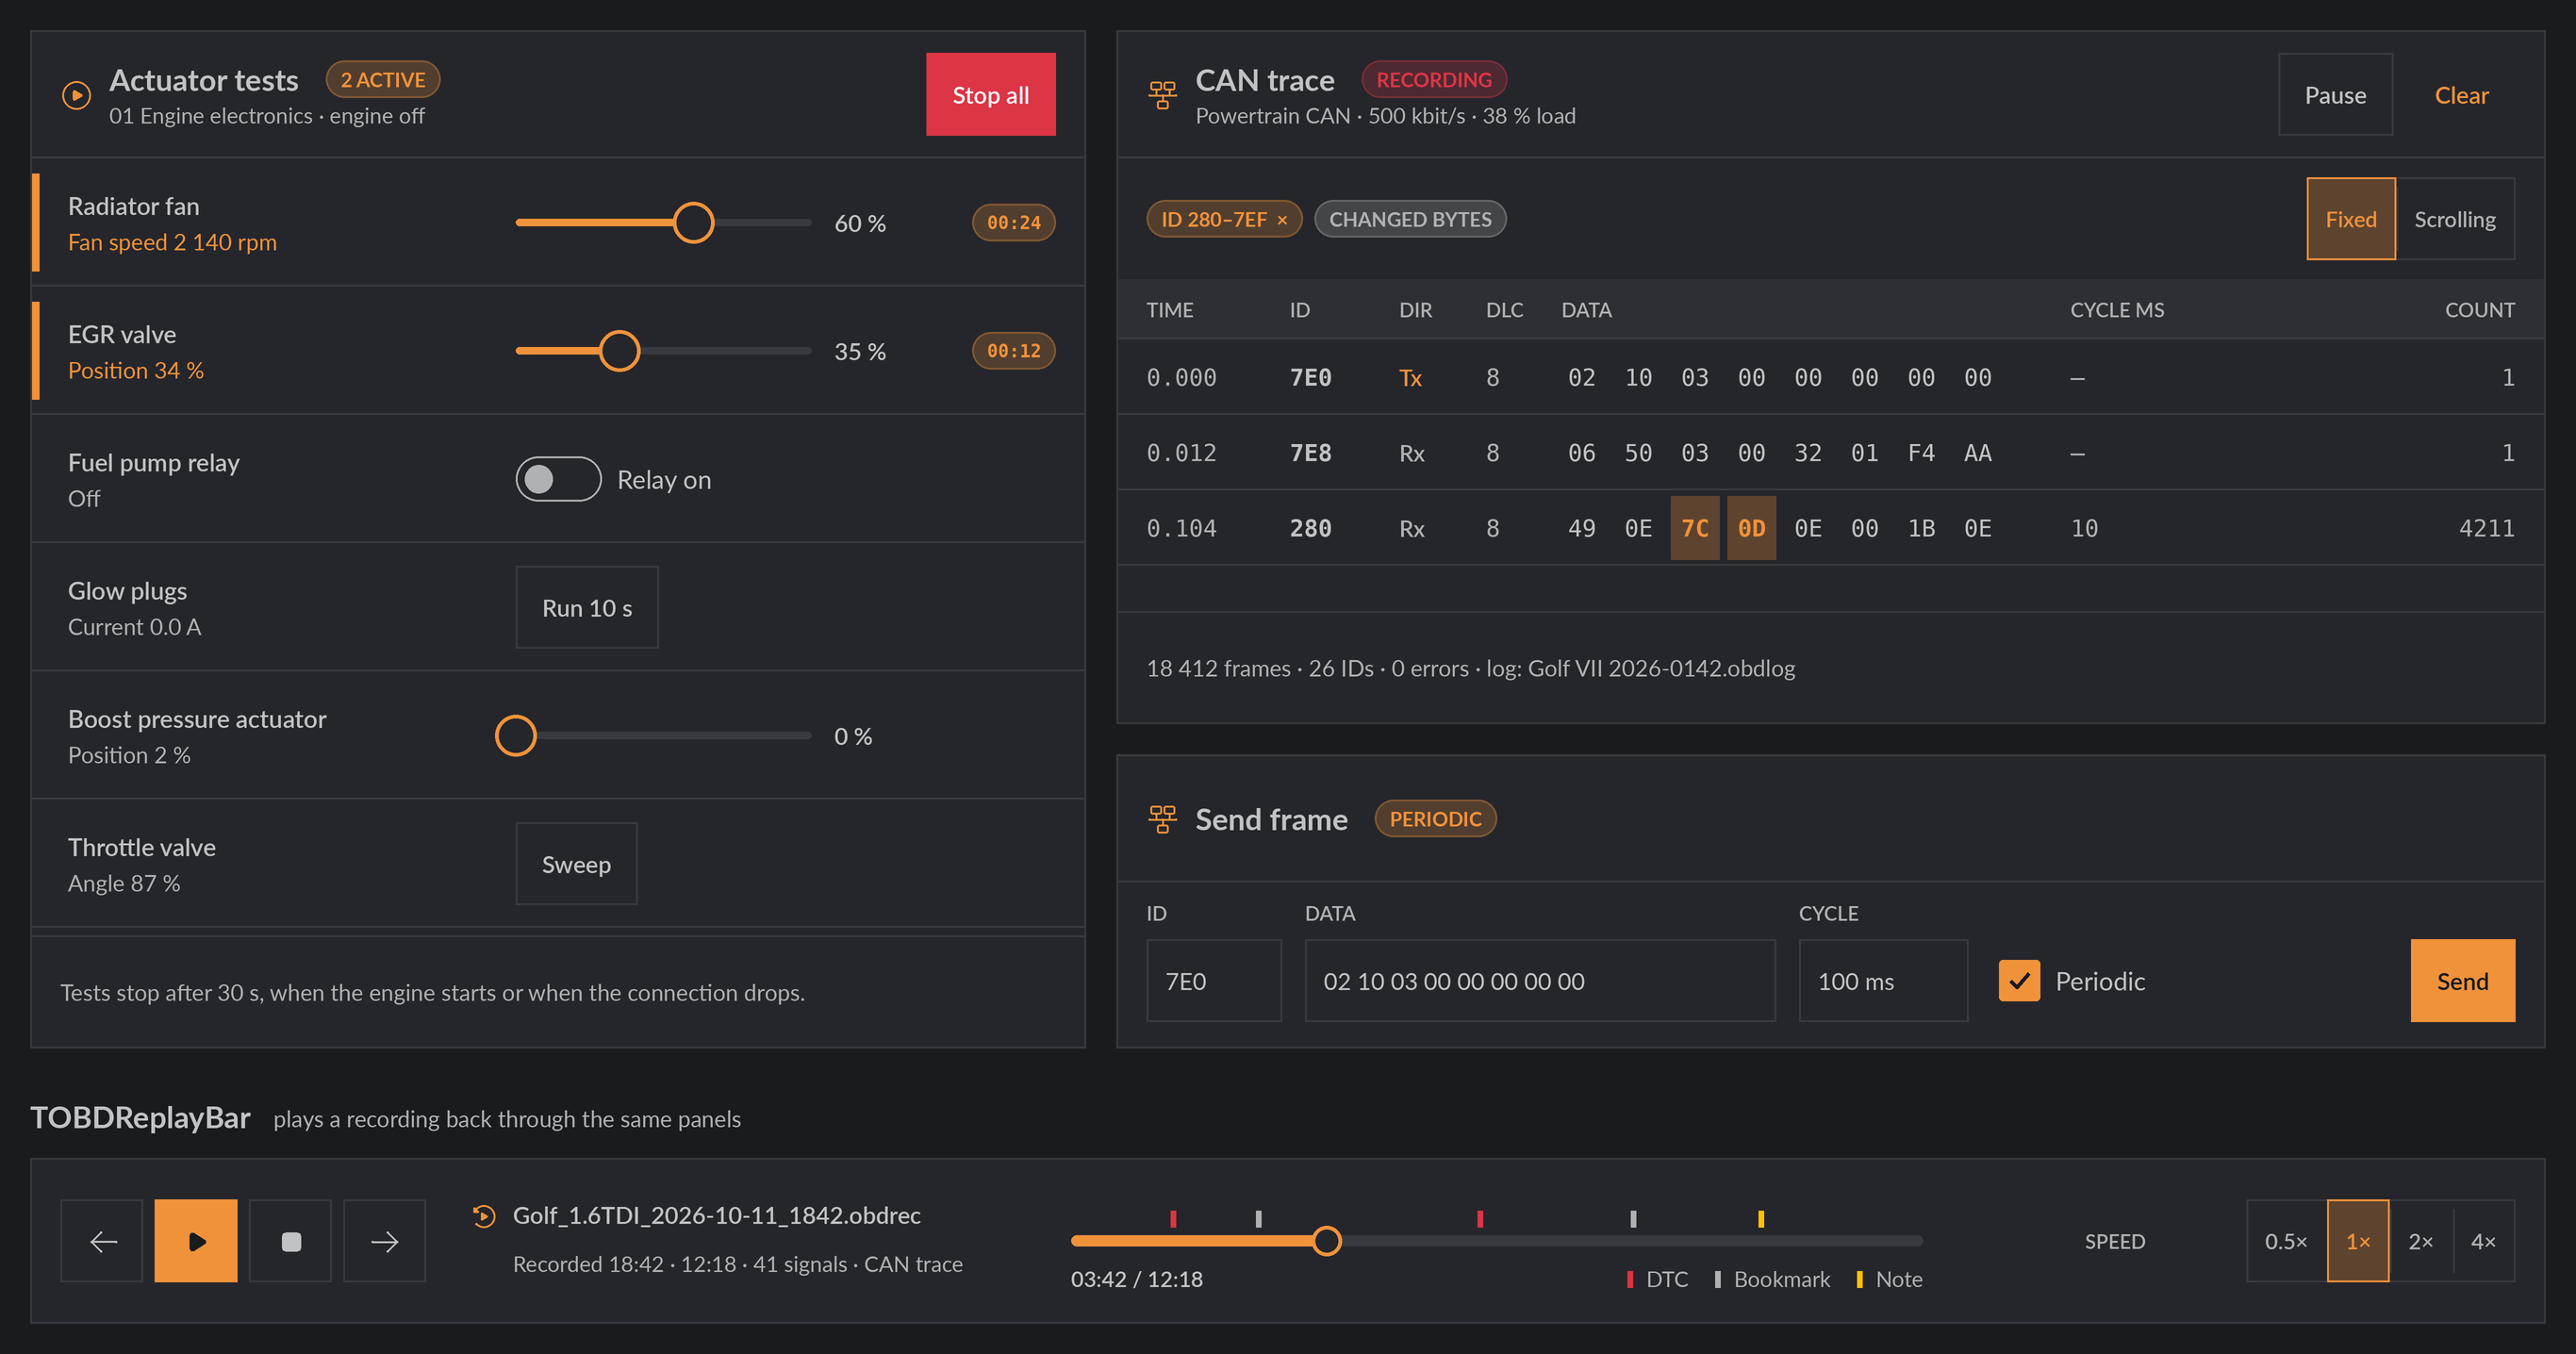 Actuator tests 2 ACTIVE
01 Engine electronics · engine off
Stop all
Radiator fan
Fan speed 2 140 rpm
60 %
00:24
EGR valve
Position 34 %
35 %
00:12
Fuel pump relay
Off
Relay on
Glow plugs
Current 0.0 A
Run 10 s
Boost pressure actuator
Position 2 %
0 %
Throttle valve
Angle 87 %
Sweep
Tests stop after 30 s, when the engine starts or when the connection drops.
CAN trace RECORDING
Powertrain CAN · 500 kbit/s · 38 % load
Pause Clear
ID 280–7EF × CHANGED BYTES
Fixed Scrolling
TIME ID DIR DLC DATA CYCLE MS COUNT
0.000 7E0 Tx 8 02 10 03 00 00 00 00 00 — 1
0.012 7E8 Rx 8 06 50 03 00 32 01 F4 AA — 1
0.104 280 Rx 8 49 0E 7C 0D 0E 00 1B 0E 10 4211
18 412 frames · 26 IDs · 0 errors · log: Golf VII 2026-0142.obdlog
Send frame PERIODIC
ID DATA CYCLE
7E0 02 10 03 00 00 00 00 00 100 ms Periodic Send
TOBDReplayBar plays a recording back through the same panels
Golf_1.6TDI_2026-10-11_1842.obdrec
Recorded 18:42 · 12:18 · 41 signals · CAN trace
03:42 / 12:18
DTC Bookmark Note
SPEED 0.5× 1× 2× 4×